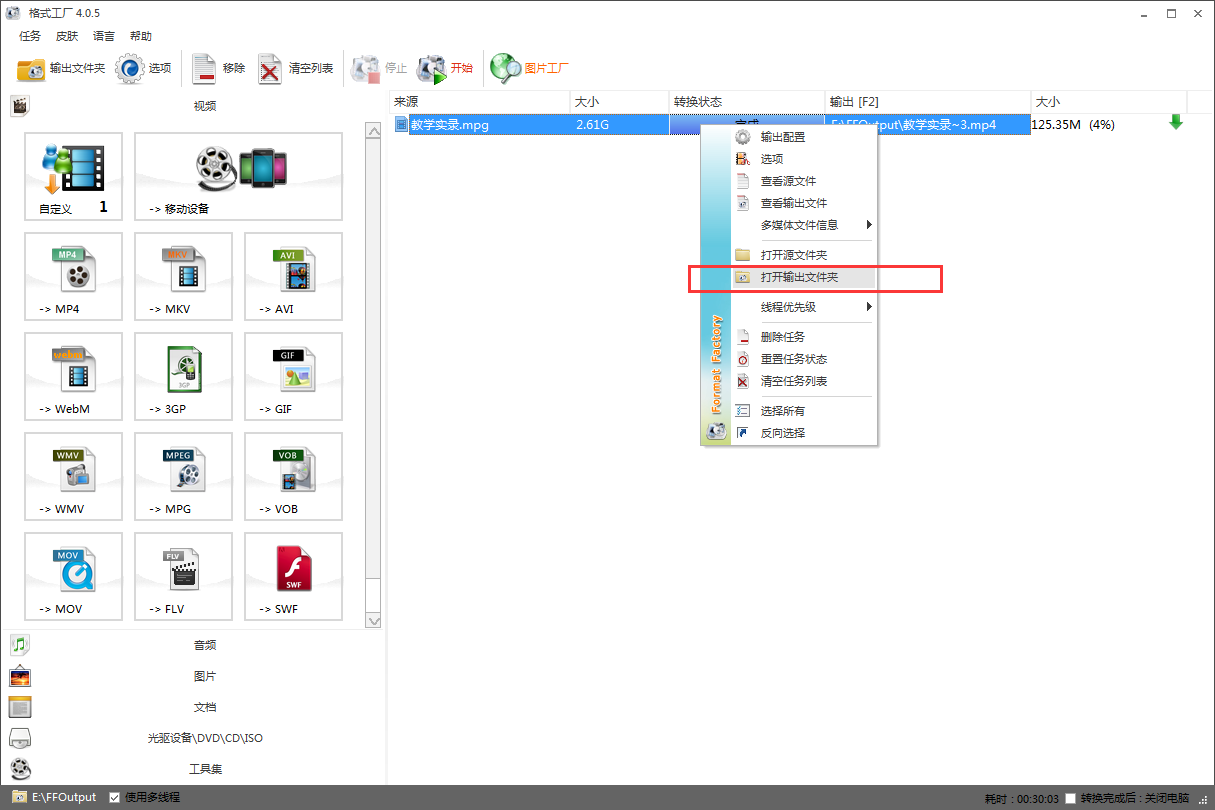 格式工厂 4.0.5
任务 皮肤 语言 帮助
输出文件夹 选项 移除 清空列表 停止 开始 图片工厂
视频
来源 大小 转换状态 输出 [F2] 大小
教学实录.mpg 2.61G 完成 E:\FFOutput\教学实录~3.mp4 125.35M (4%)
自定义 1
-> 移动设备
MP4
-> MP4
MKV
-> MKV
AVI
-> AVI
webm
-> WebM
3GP
-> 3GP
GIF
-> GIF
WMV
-> WMV
MPEG
-> MPG
VOB
-> VOB
MOV
-> MOV
FLV
-> FLV
SWF
-> SWF
音频
图片
文档
光驱设备\DVD\CD\ISO
工具集
输出配置
选项
查看源文件
查看输出文件
多媒体文件信息
打开源文件夹
打开输出文件夹
线程优先级
删除任务
重置任务状态
清空任务列表
选择所有
反向选择
Format Factory
E:\FFOutput 使用多线程 耗时 : 00:30:03 转换完成后 : 关闭电脑